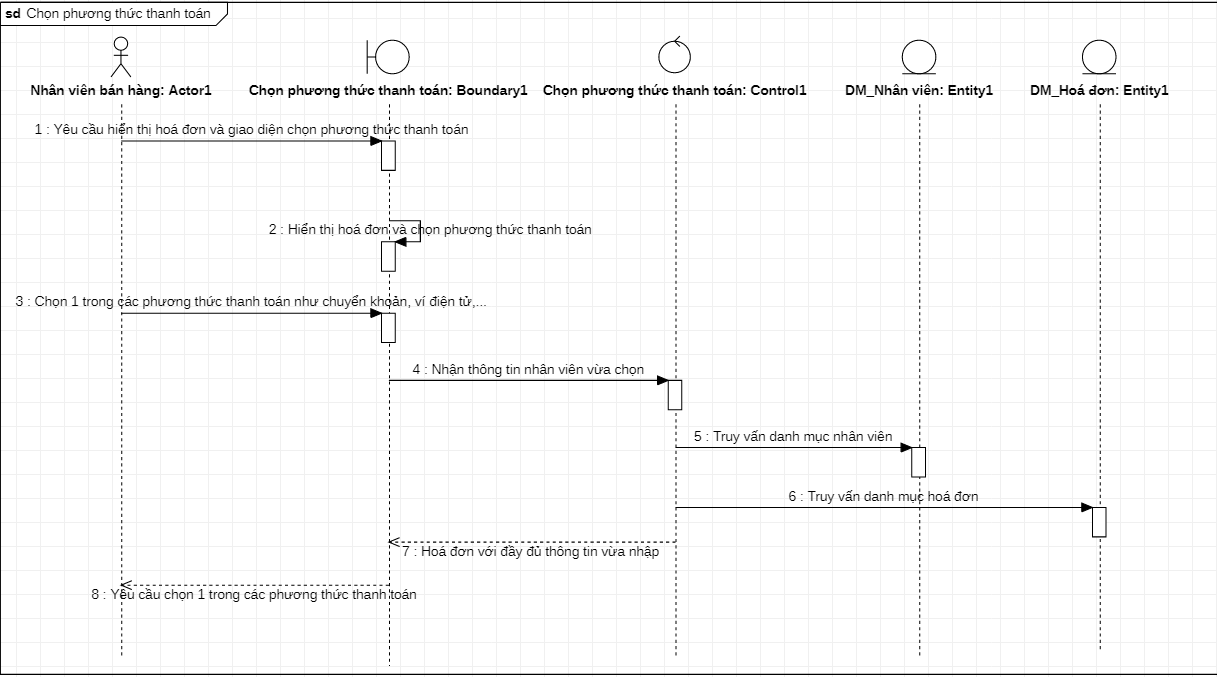 sd Chọn phương thức thanh toán
Nhân viên bán hàng: Actor1
Chọn phương thức thanh toán: Boundary1
Chọn phương thức thanh toán: Control1
DM_Nhân viên: Entity1
DM_Hoá đơn: Entity1
1 : Yêu cầu hiển thị hoá đơn và giao diện chọn phương thức thanh toán
2 : Hiển thị hoá đơn và chọn phương thức thanh toán
3 : Chọn 1 trong các phương thức thanh toán như chuyển khoản, ví điện tử,...
4 : Nhận thông tin nhân viên vừa chọn
5 : Truy vấn danh mục nhân viên
6 : Truy vấn danh mục hoá đơn
7 : Hoá đơn với đầy đủ thông tin vừa nhập
8 : Yêu cầu chọn 1 trong các phương thức thanh toán